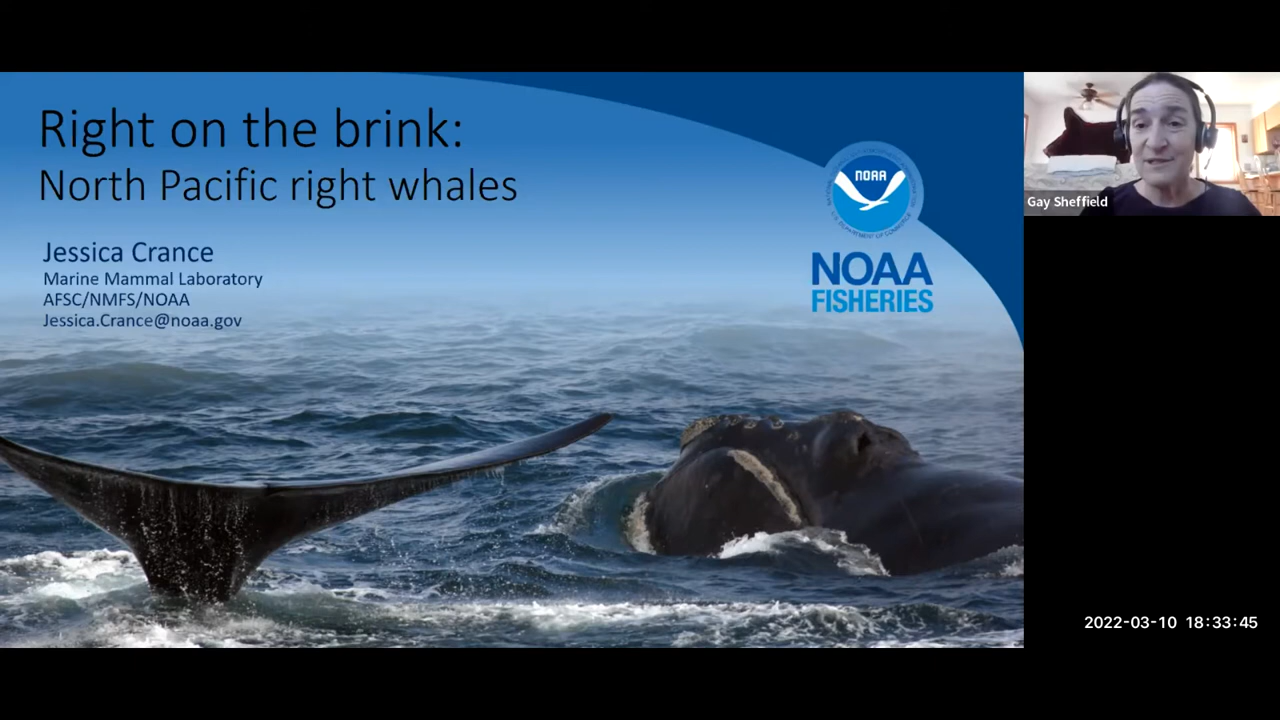 Right on the brink:
North Pacific right whales
Jessica Crance
Marine Mammal Laboratory
AFSC/NMFS/NOAA
Jessica.Crance@noaa.gov
NOAA
NOAA
FISHERIES
Gay Sheffield
2022-03-10 18:33:45